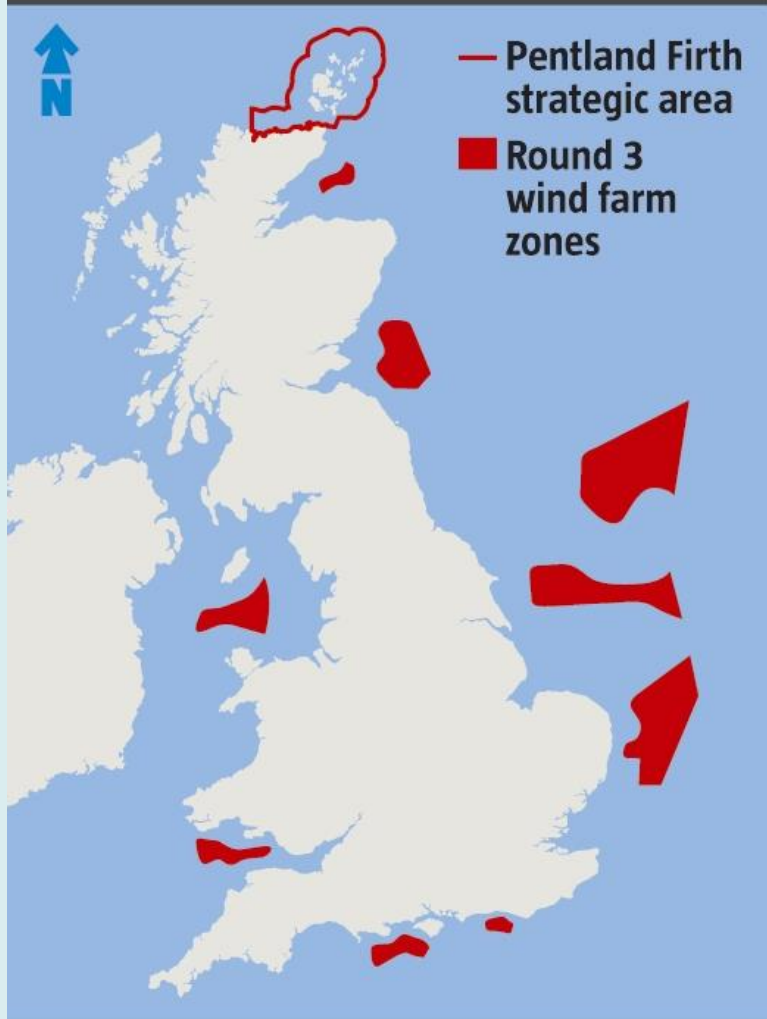 N
Pentland Firth
strategic area
Round 3
wind farm
zones